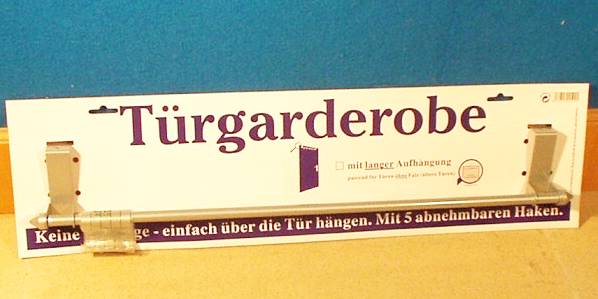 Türgarderobe
mit langer Aufhängung
passend für Türen ohne Falz (ältere Türen)
Keine ge - einfach über die Tür hängen. Mit 5 abnehmbaren Haken.